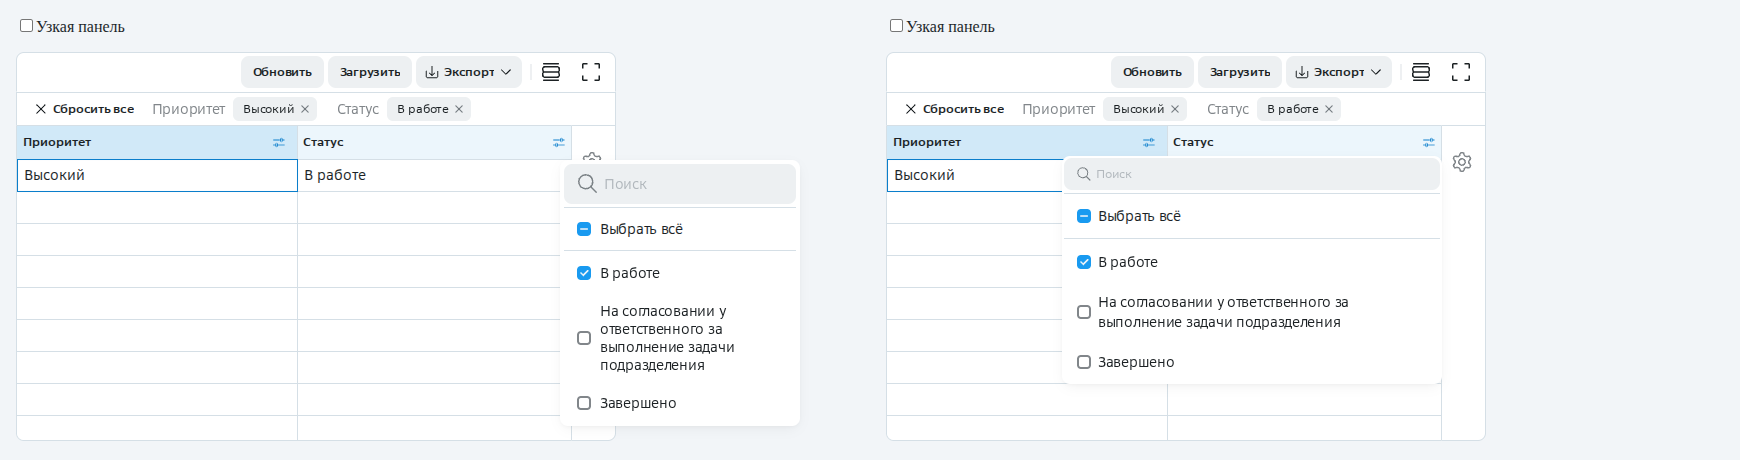 Узкая панель
Обновить Загрузить Экспорт
Сбросить все Приоритет Высокий Статус В работе
Приоритет Статус
Высокий В работе
Поиск
Выбрать всё
В работе
На согласовании у
ответственного за
выполнение задачи
подразделения
Завершено
Узкая панель
Обновить Загрузить Экспорт
Сбросить все Приоритет Высокий Статус В работе
Приоритет Статус
Высокий
Поиск
Выбрать всё
В работе
На согласовании у ответственного за
выполнение задачи подразделения
Завершено